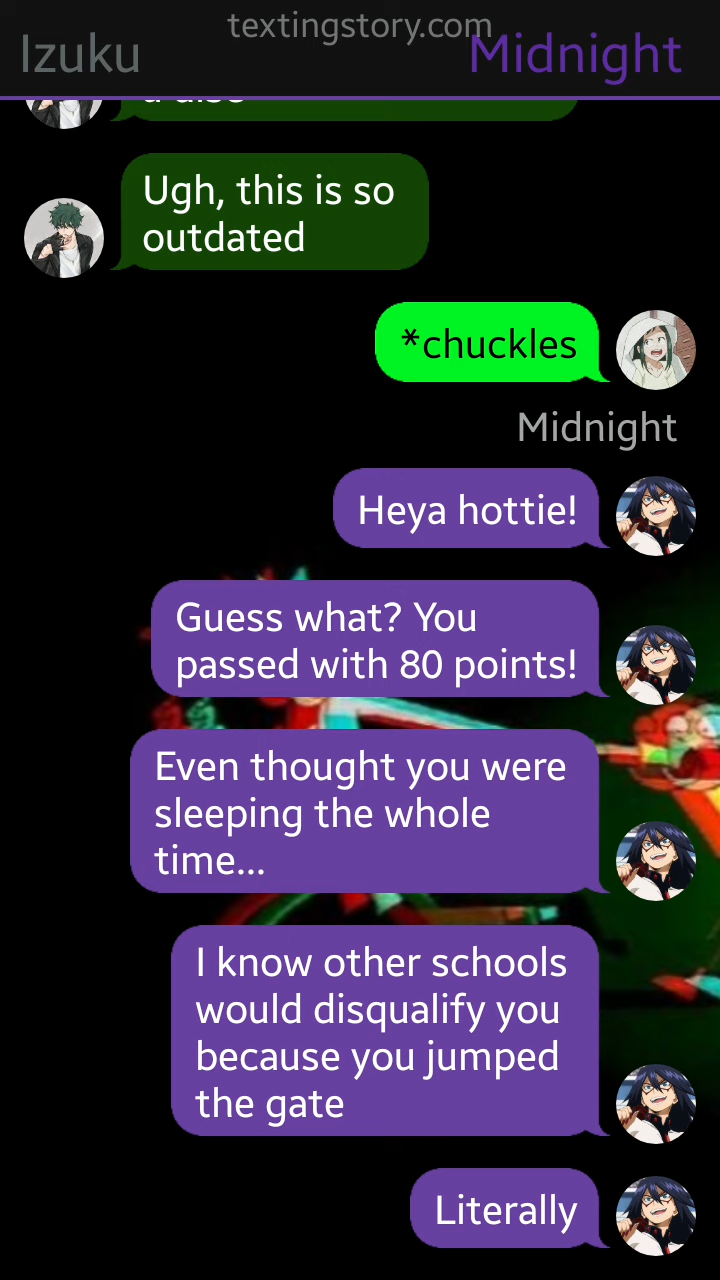 textingstory.com
Izuku
Midnight
Ugh, this is so
outdated
*chuckles
Midnight
Heya hottie!
Guess what? You
passed with 80 points!
Even thought you were
sleeping the whole
time...
I know other schools
would disqualify you
because you jumped
the gate
Literally